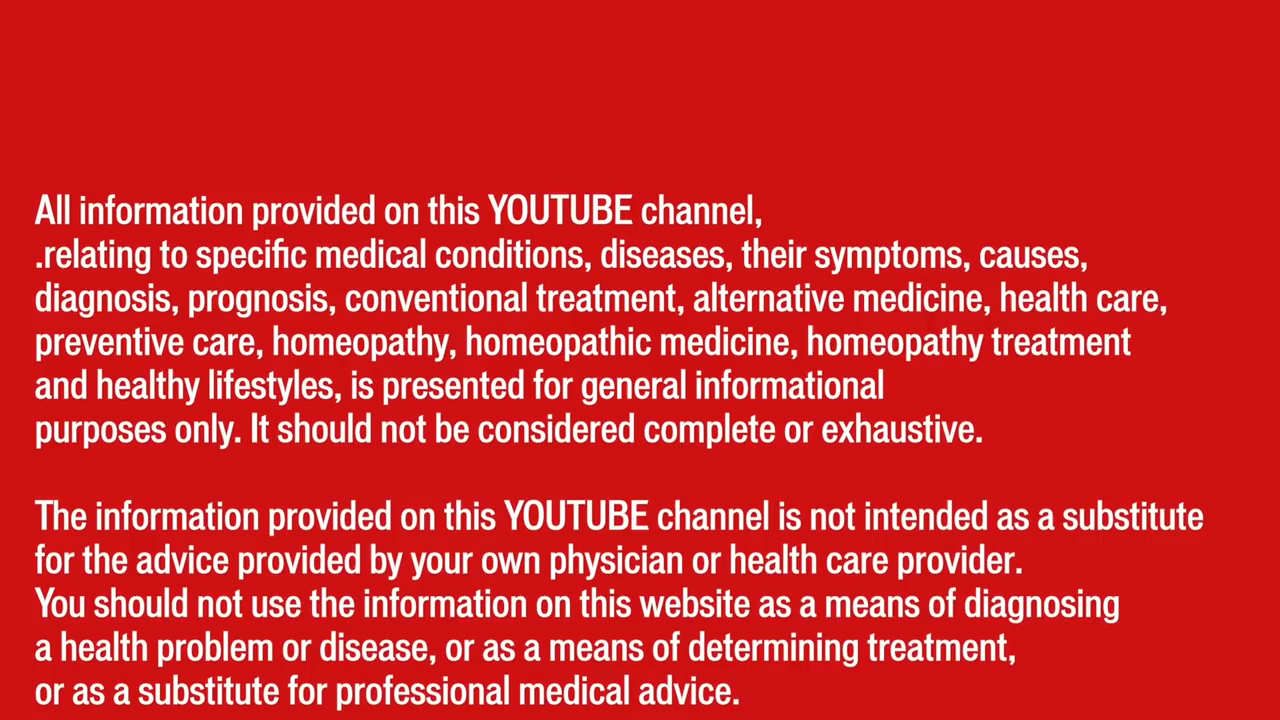 All information provided on this YOUTUBE channel,
.relating to specific medical conditions, diseases, their symptoms, causes,
diagnosis, prognosis, conventional treatment, alternative medicine, health care,
preventive care, homeopathy, homeopathic medicine, homeopathy treatment
and healthy lifestyles, is presented for general informational
purposes only. It should not be considered complete or exhaustive.
The information provided on this YOUTUBE channel is not intended as a substitute
for the advice provided by your own physician or health care provider.
You should not use the information on this website as a means of diagnosing
a health problem or disease, or as a means of determining treatment,
or as a substitute for professional medical advice.